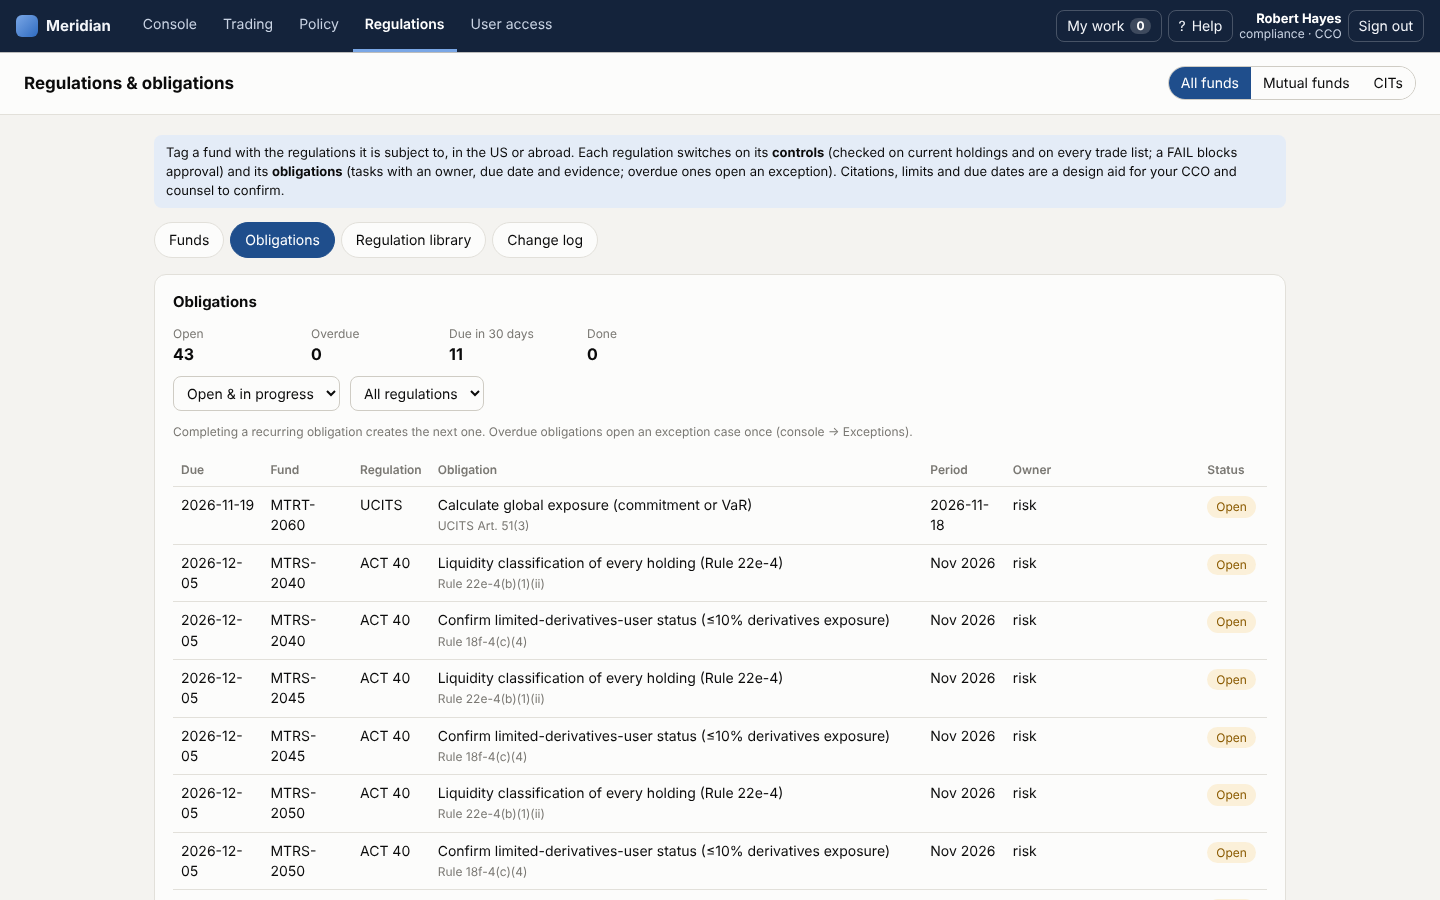 Meridian Console Trading Policy Regulations User access My work 0 ? Help Robert Hayes Sign out
compliance · CCO
Regulations & obligations All funds Mutual funds CITs
Tag a fund with the regulations it is subject to, in the US or abroad. Each regulation switches on its controls (checked on current holdings and on every trade list; a FAIL blocks
approval) and its obligations (tasks with an owner, due date and evidence; overdue ones open an exception). Citations, limits and due dates are a design aid for your CCO and
counsel to confirm.
Funds Obligations Regulation library Change log
Obligations
Open Overdue Due in 30 days Done
43 0 11 0
Open & in progress All regulations
Completing a recurring obligation creates the next one. Overdue obligations open an exception case once (console → Exceptions).
Due Fund Regulation Obligation Period Owner Status
2026-11-19 MTRT- UCITS Calculate global exposure (commitment or VaR) 2026-11- risk Open
2060 UCITS Art. 51(3) 18
2026-12- MTRS- ACT 40 Liquidity classification of every holding (Rule 22e-4) Nov 2026 risk Open
05 2040 Rule 22e-4(b)(1)(ii)
2026-12- MTRS- ACT 40 Confirm limited-derivatives-user status (≤10% derivatives exposure) Nov 2026 risk Open
05 2040 Rule 18f-4(c)(4)
2026-12- MTRS- ACT 40 Liquidity classification of every holding (Rule 22e-4) Nov 2026 risk Open
05 2045 Rule 22e-4(b)(1)(ii)
2026-12- MTRS- ACT 40 Confirm limited-derivatives-user status (≤10% derivatives exposure) Nov 2026 risk Open
05 2045 Rule 18f-4(c)(4)
2026-12- MTRS- ACT 40 Liquidity classification of every holding (Rule 22e-4) Nov 2026 risk Open
05 2050 Rule 22e-4(b)(1)(ii)
2026-12- MTRS- ACT 40 Confirm limited-derivatives-user status (≤10% derivatives exposure) Nov 2026 risk Open
05 2050 Rule 18f-4(c)(4)